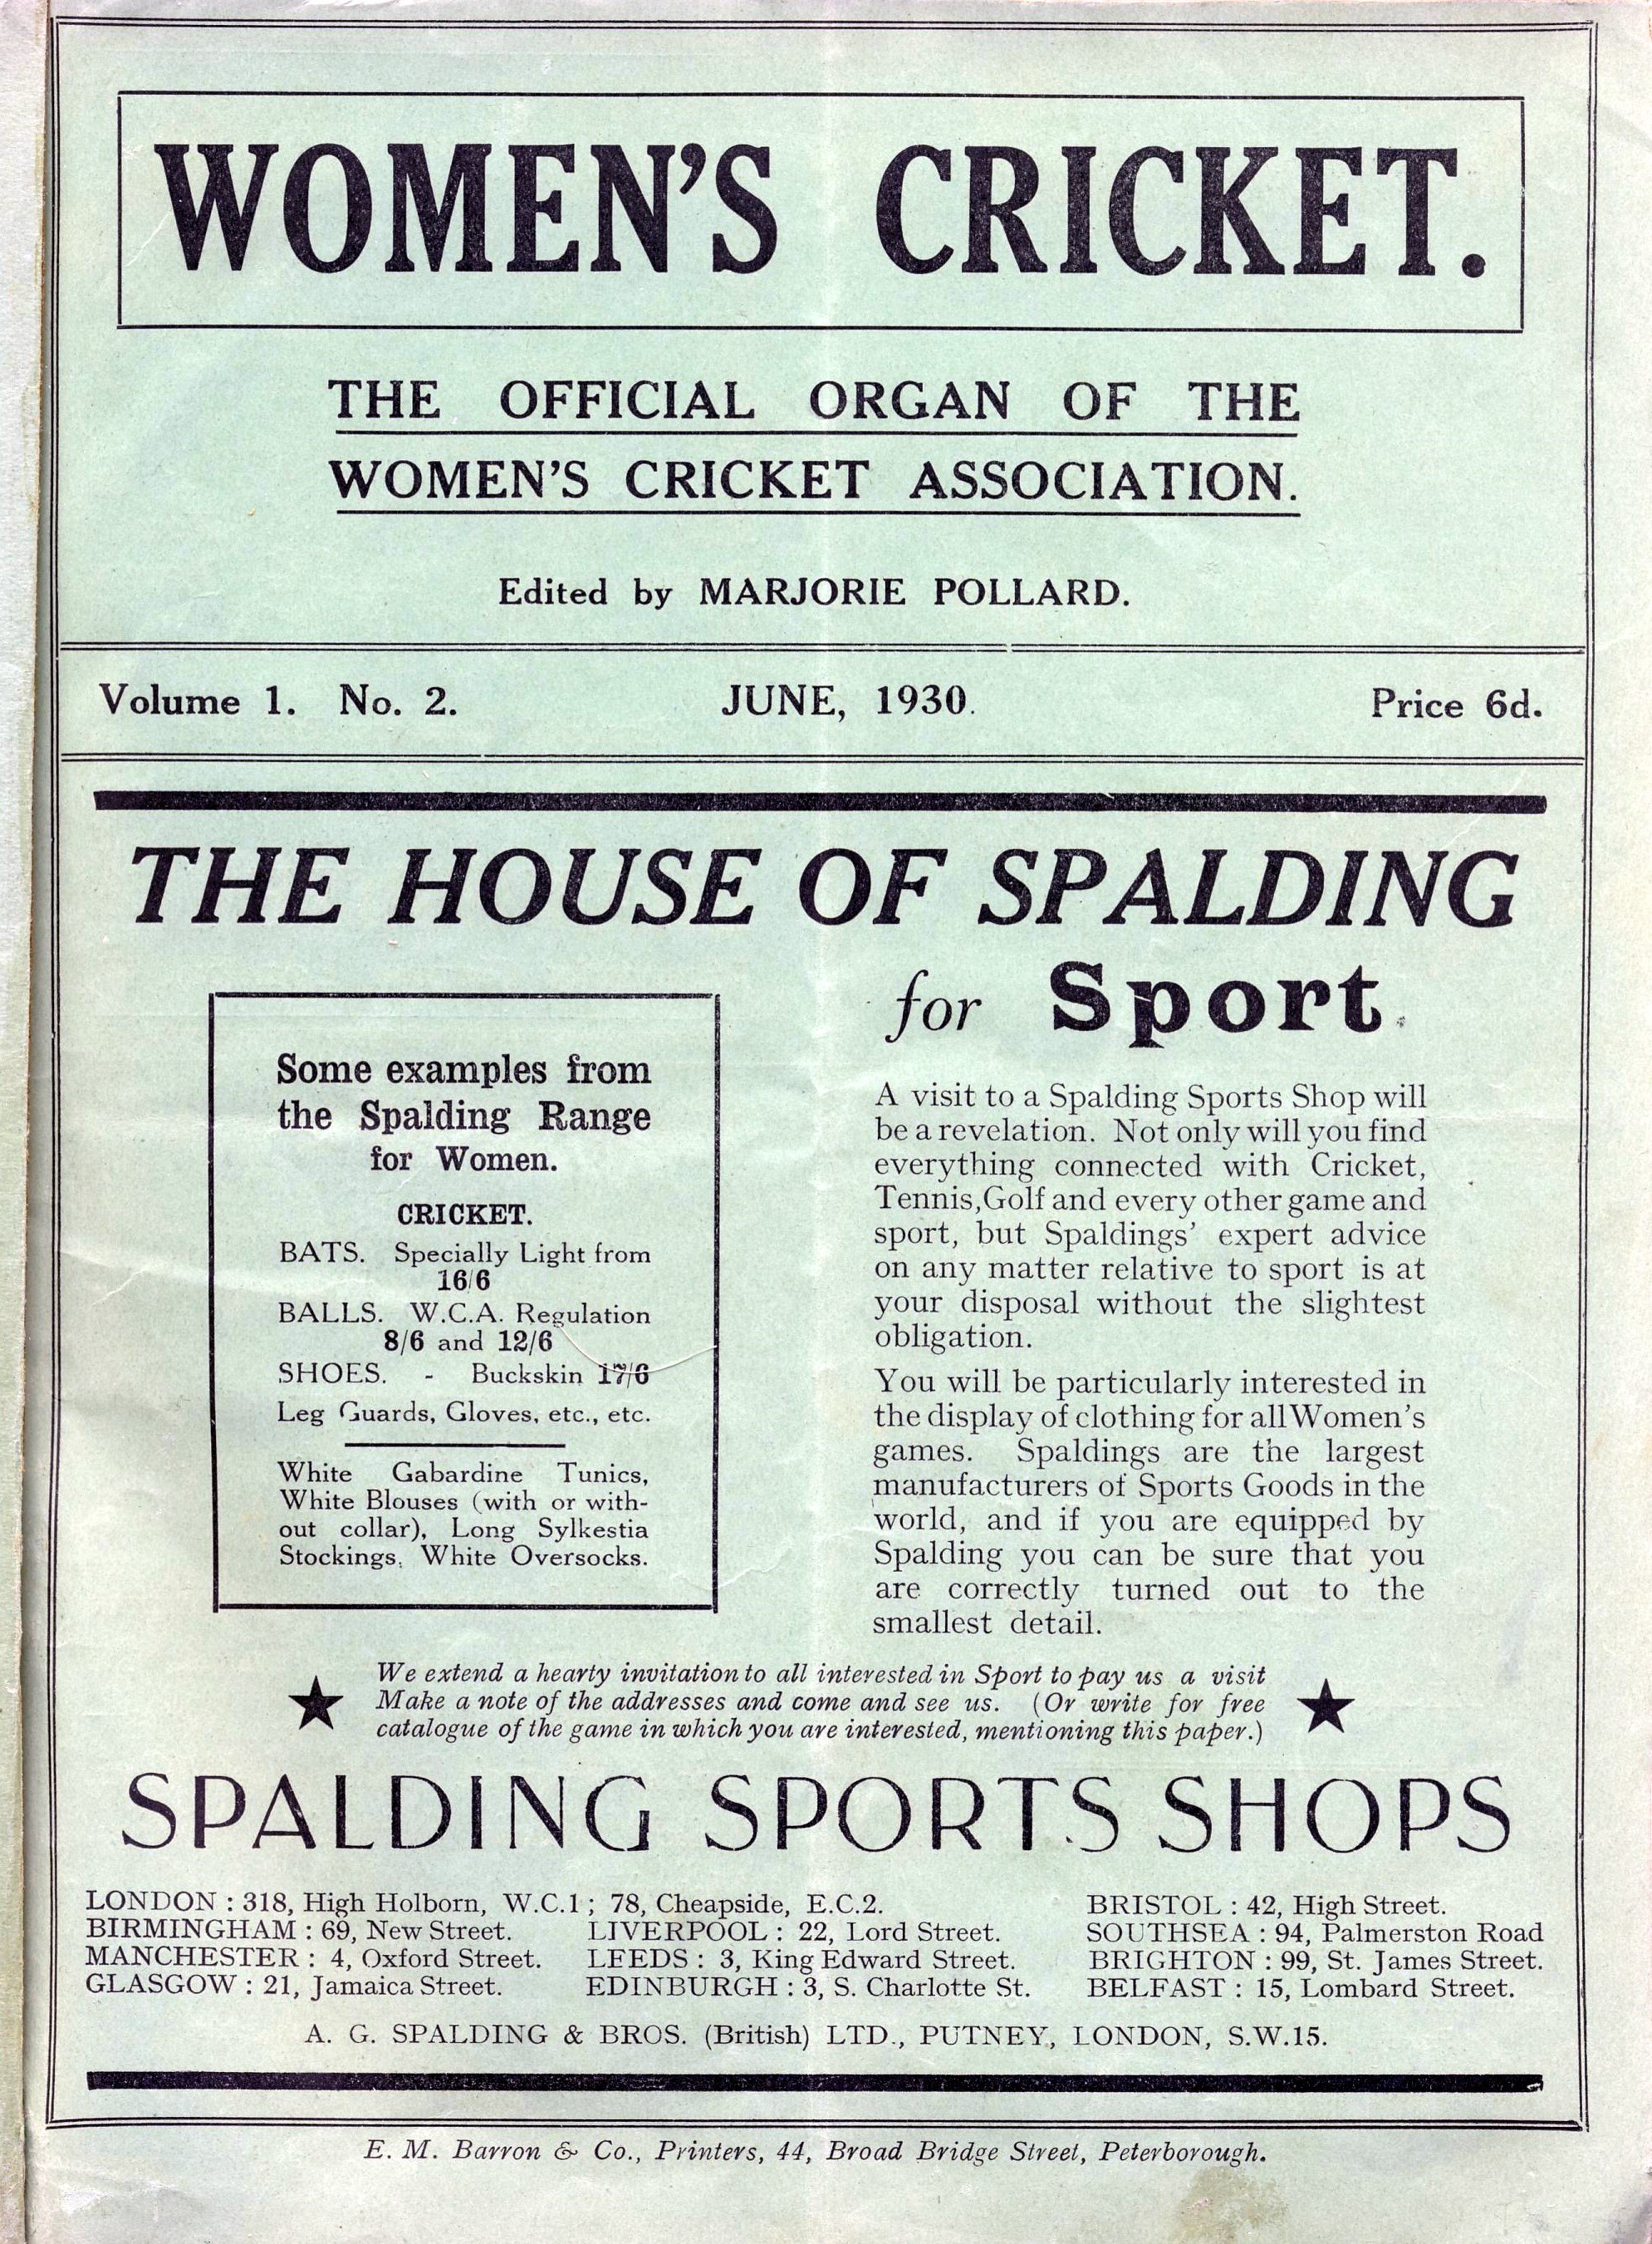 WOMEN'S CRICKET.
THE OFFICIAL ORGAN OF THE
WOMEN'S CRICKET ASSOCIATION.
Edited by MARJORIE POLLARD.
Volume 1. No. 2. JUNE, 1930. Price 6d.
THE HOUSE OF SPALDING
for Sport
Some examples from
the Spalding Range
for Women.
CRICKET.
BATS. Specially Light from
16/6
BALLS. W.C.A. Regulation
8/6 and 12/6
SHOES. - Buckskin 17/6
Leg Guards, Gloves, etc., etc.
White Gabardine Tunics,
White Blouses (with or with-
out collar), Long Sylkestia
Stockings, White Oversocks.
A visit to a Spalding Sports Shop will
be a revelation. Not only will you find
everything connected with Cricket,
Tennis, Golf and every other game and
sport, but Spaldings' expert advice
on any matter relative to sport is at
your disposal without the slightest
obligation.
You will be particularly interested in
the display of clothing for all Women's
games. Spaldings are the largest
manufacturers of Sports Goods in the
world, and if you are equipped by
Spalding you can be sure that you
are correctly turned out to the
smallest detail.
We extend a hearty invitation to all interested in Sport to pay us a visit
Make a note of the addresses and come and see us. (Or write for free
catalogue of the game in which you are interested, mentioning this paper.)
SPALDING SPORTS SHOPS
LONDON : 318, High Holborn, W.C.1 ; 78, Cheapside, E.C.2. BRISTOL : 42, High Street.
BIRMINGHAM : 69, New Street. LIVERPOOL : 22, Lord Street. SOUTHSEA : 94, Palmerston Road
MANCHESTER : 4, Oxford Street. LEEDS : 3, King Edward Street. BRIGHTON : 99, St. James Street.
GLASGOW : 21, Jamaica Street. EDINBURGH : 3, S. Charlotte St. BELFAST : 15, Lombard Street.
A. G. SPALDING & BROS. (British) LTD., PUTNEY, LONDON, S.W.15.
E. M. Barron & Co., Printers, 44, Broad Bridge Street, Peterborough.